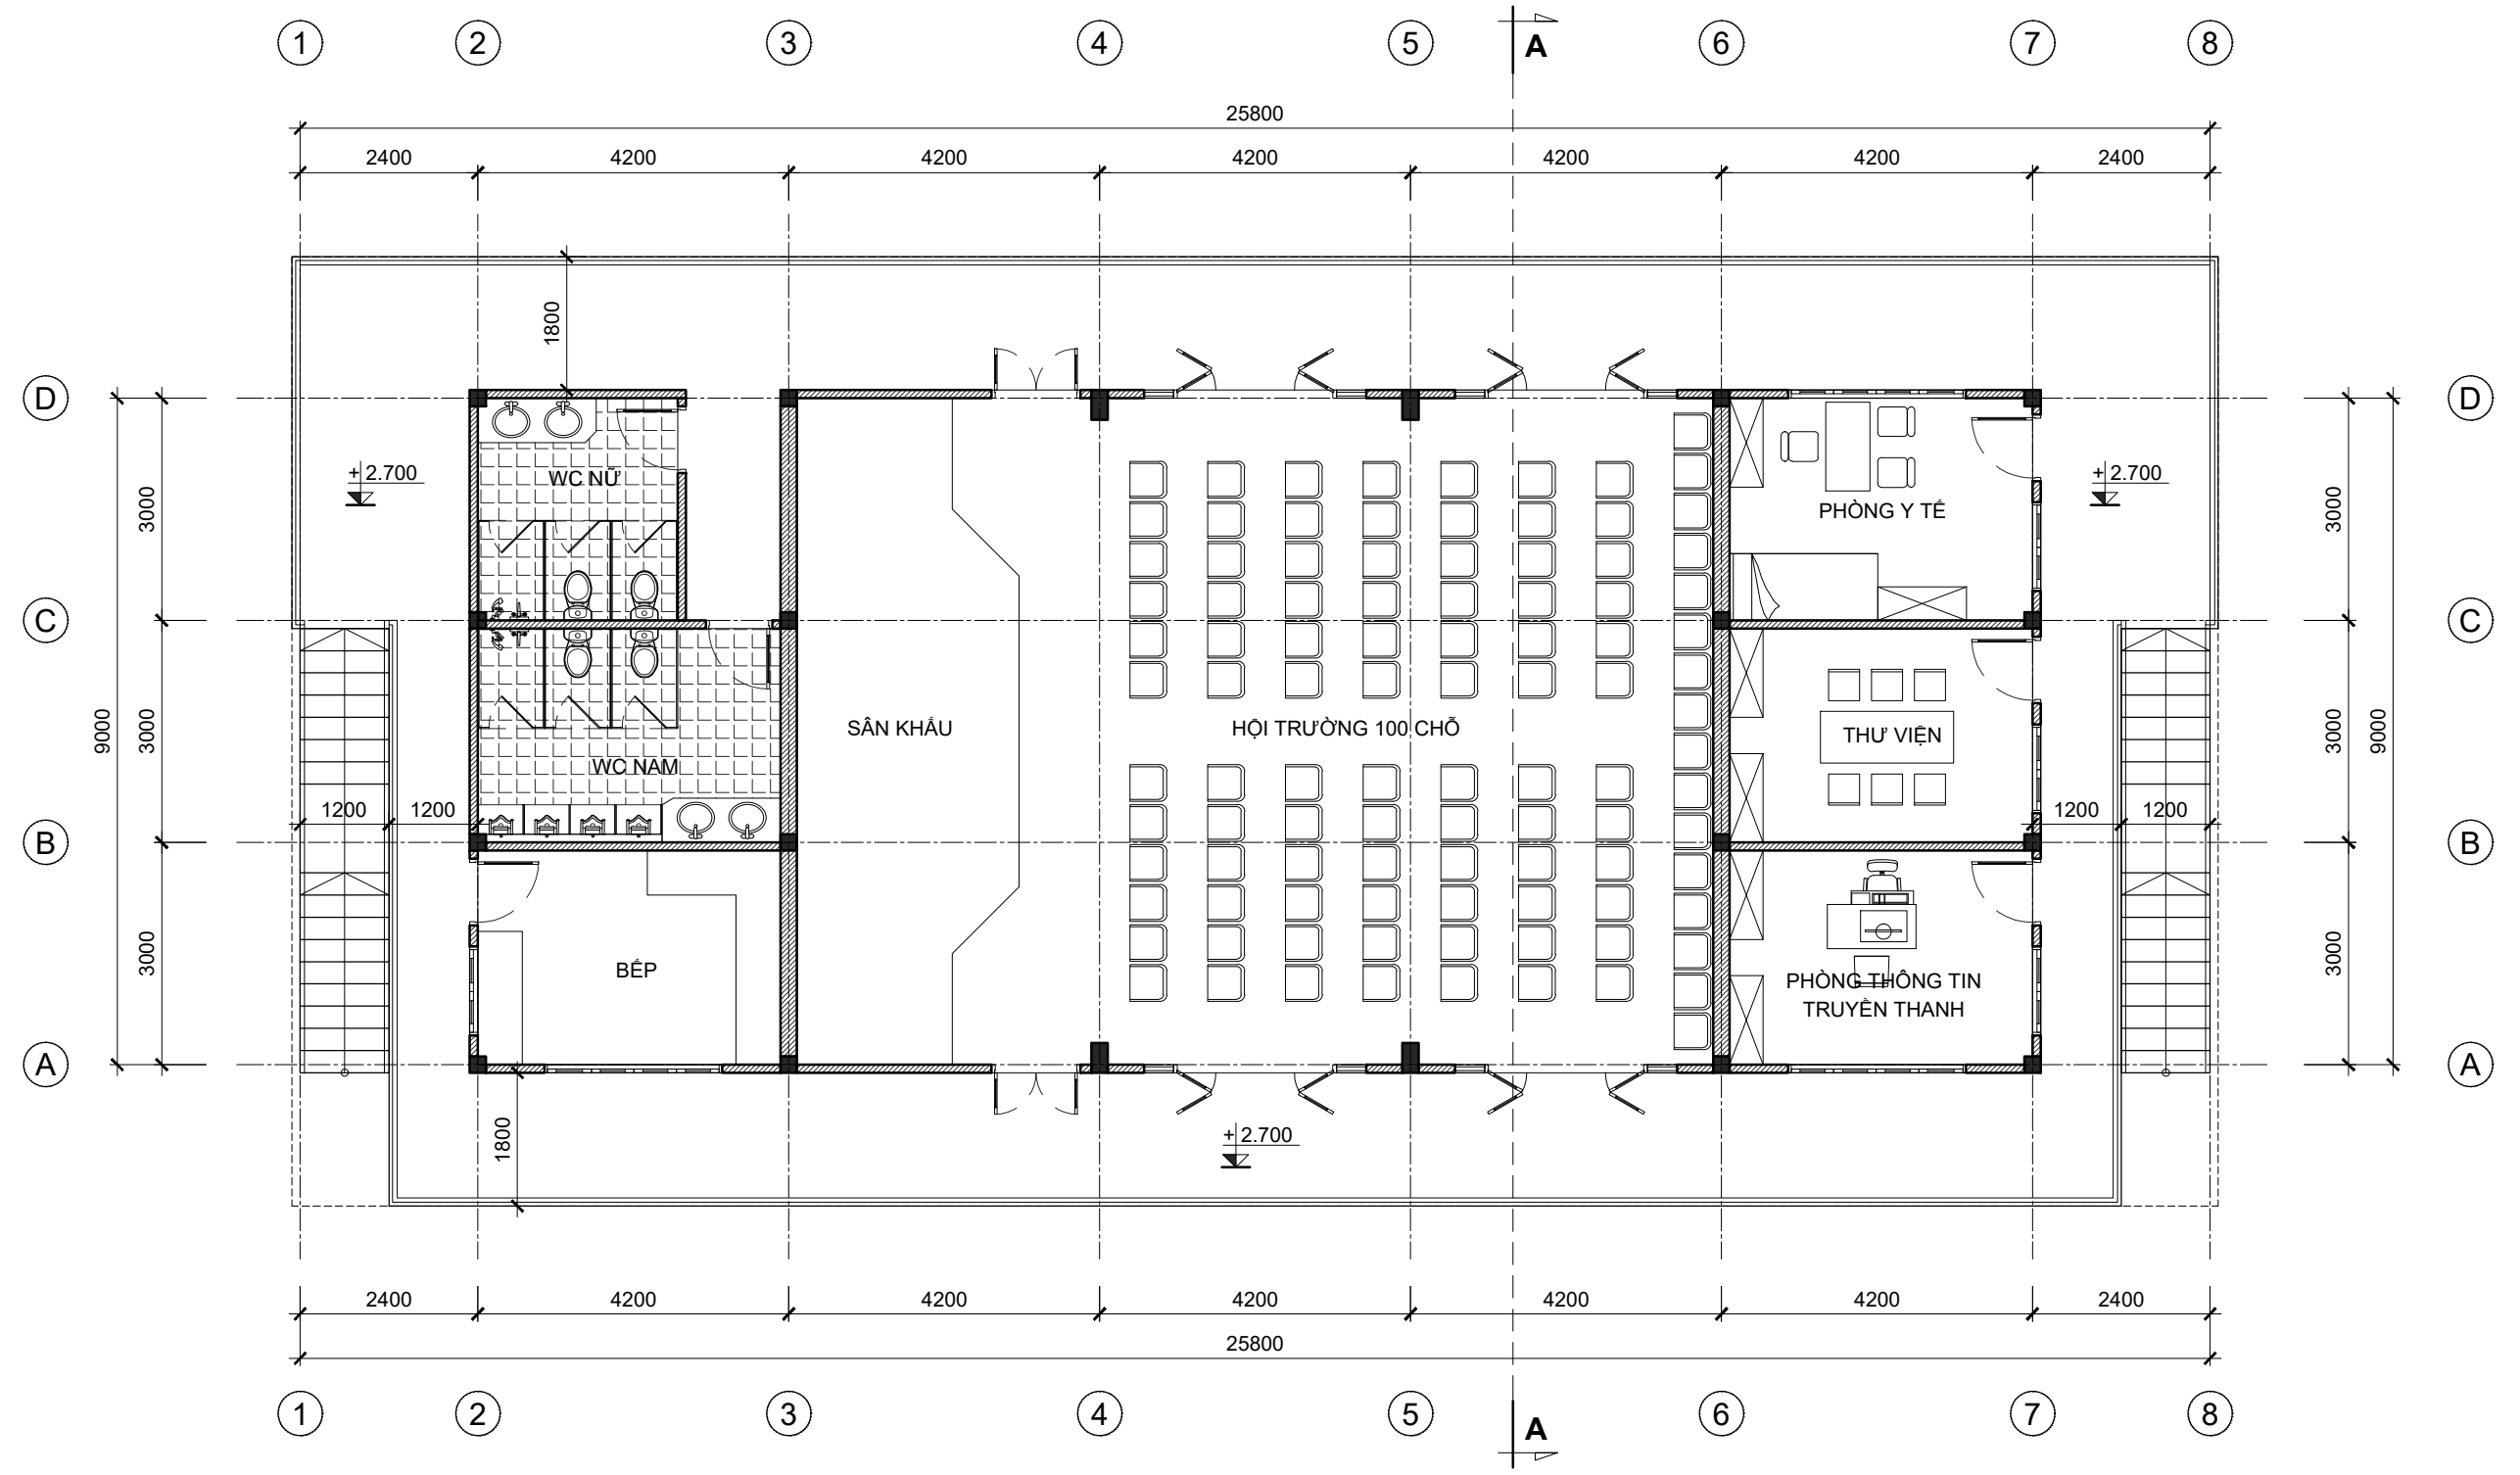 1 2 3 4 5 A 6 7 8
25800
2400 4200 4200 4200 4200 4200 2400
1800
D D
WC NỮ
+ 2.700 + 2.700
3000 3000 3000
PHÒNG Y TẾ
C C
9000 3000 SÂN KHẤU HỘI TRƯỜNG 100 CHỖ THƯ VIỆN 3000 9000
WC NAM
1200 1200 1200 1200
B B
3000 BẾP 3000
PHÒNG THÔNG TIN
TRUYỀN THANH
A A
1800 + 2.700
2400 4200 4200 4200 4200 4200 2400
25800
1 2 3 4 5 A 6 7 8